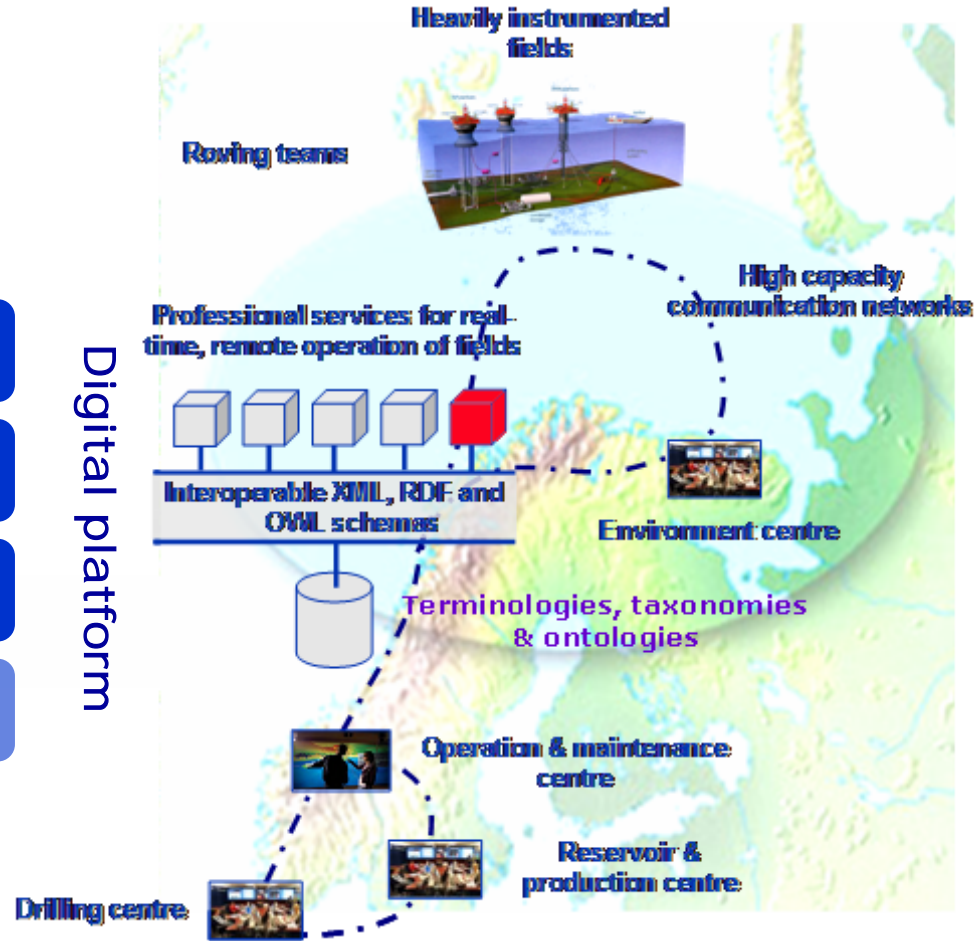 Heavily instrumented
fields
Roving teams
High capacity
communication networks
Professional services for real-
time, remote operation of fields
Digital platform
Interoperable XML, RDF and
OWL schemas
Environment centre
Terminologies, taxonomies
& ontologies
Operation & maintenance
centre
Reservoir &
production centre
Drilling centre